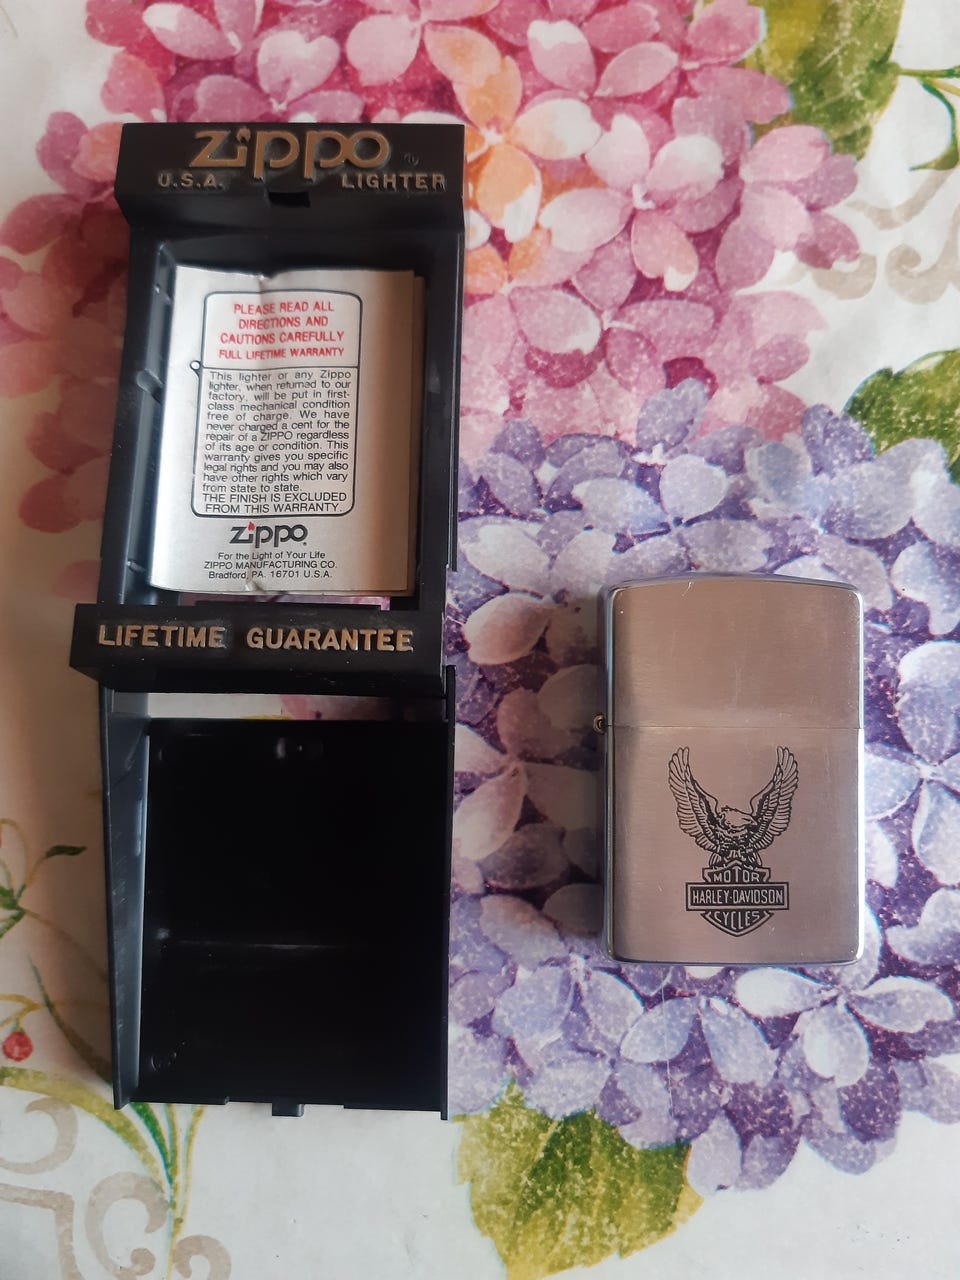 Zippo
U.S.A. LIGHTER
PLEASE READ ALL
DIRECTIONS AND
CAUTIONS CAREFULLY
FULL LIFETIME WARRANTY
This lighter or any Zippo
lighter, when returned to our
factory, will be put in first-
class mechanical condition
free of charge. We have
never charged a cent for the
repair of a ZIPPO regardless
of its age or condition. This
warranty gives you specific
legal rights and you may also
have other rights which vary
from state to state.
THE FINISH IS EXCLUDED
FROM THIS WARRANTY.
Zippo
For the Light of Your Life
ZIPPO MANUFACTURING CO.
Bradford, PA. 16701 U.S.A.
LIFETIME GUARANTEE
MOTOR
HARLEY-DAVIDSON
CYCLES